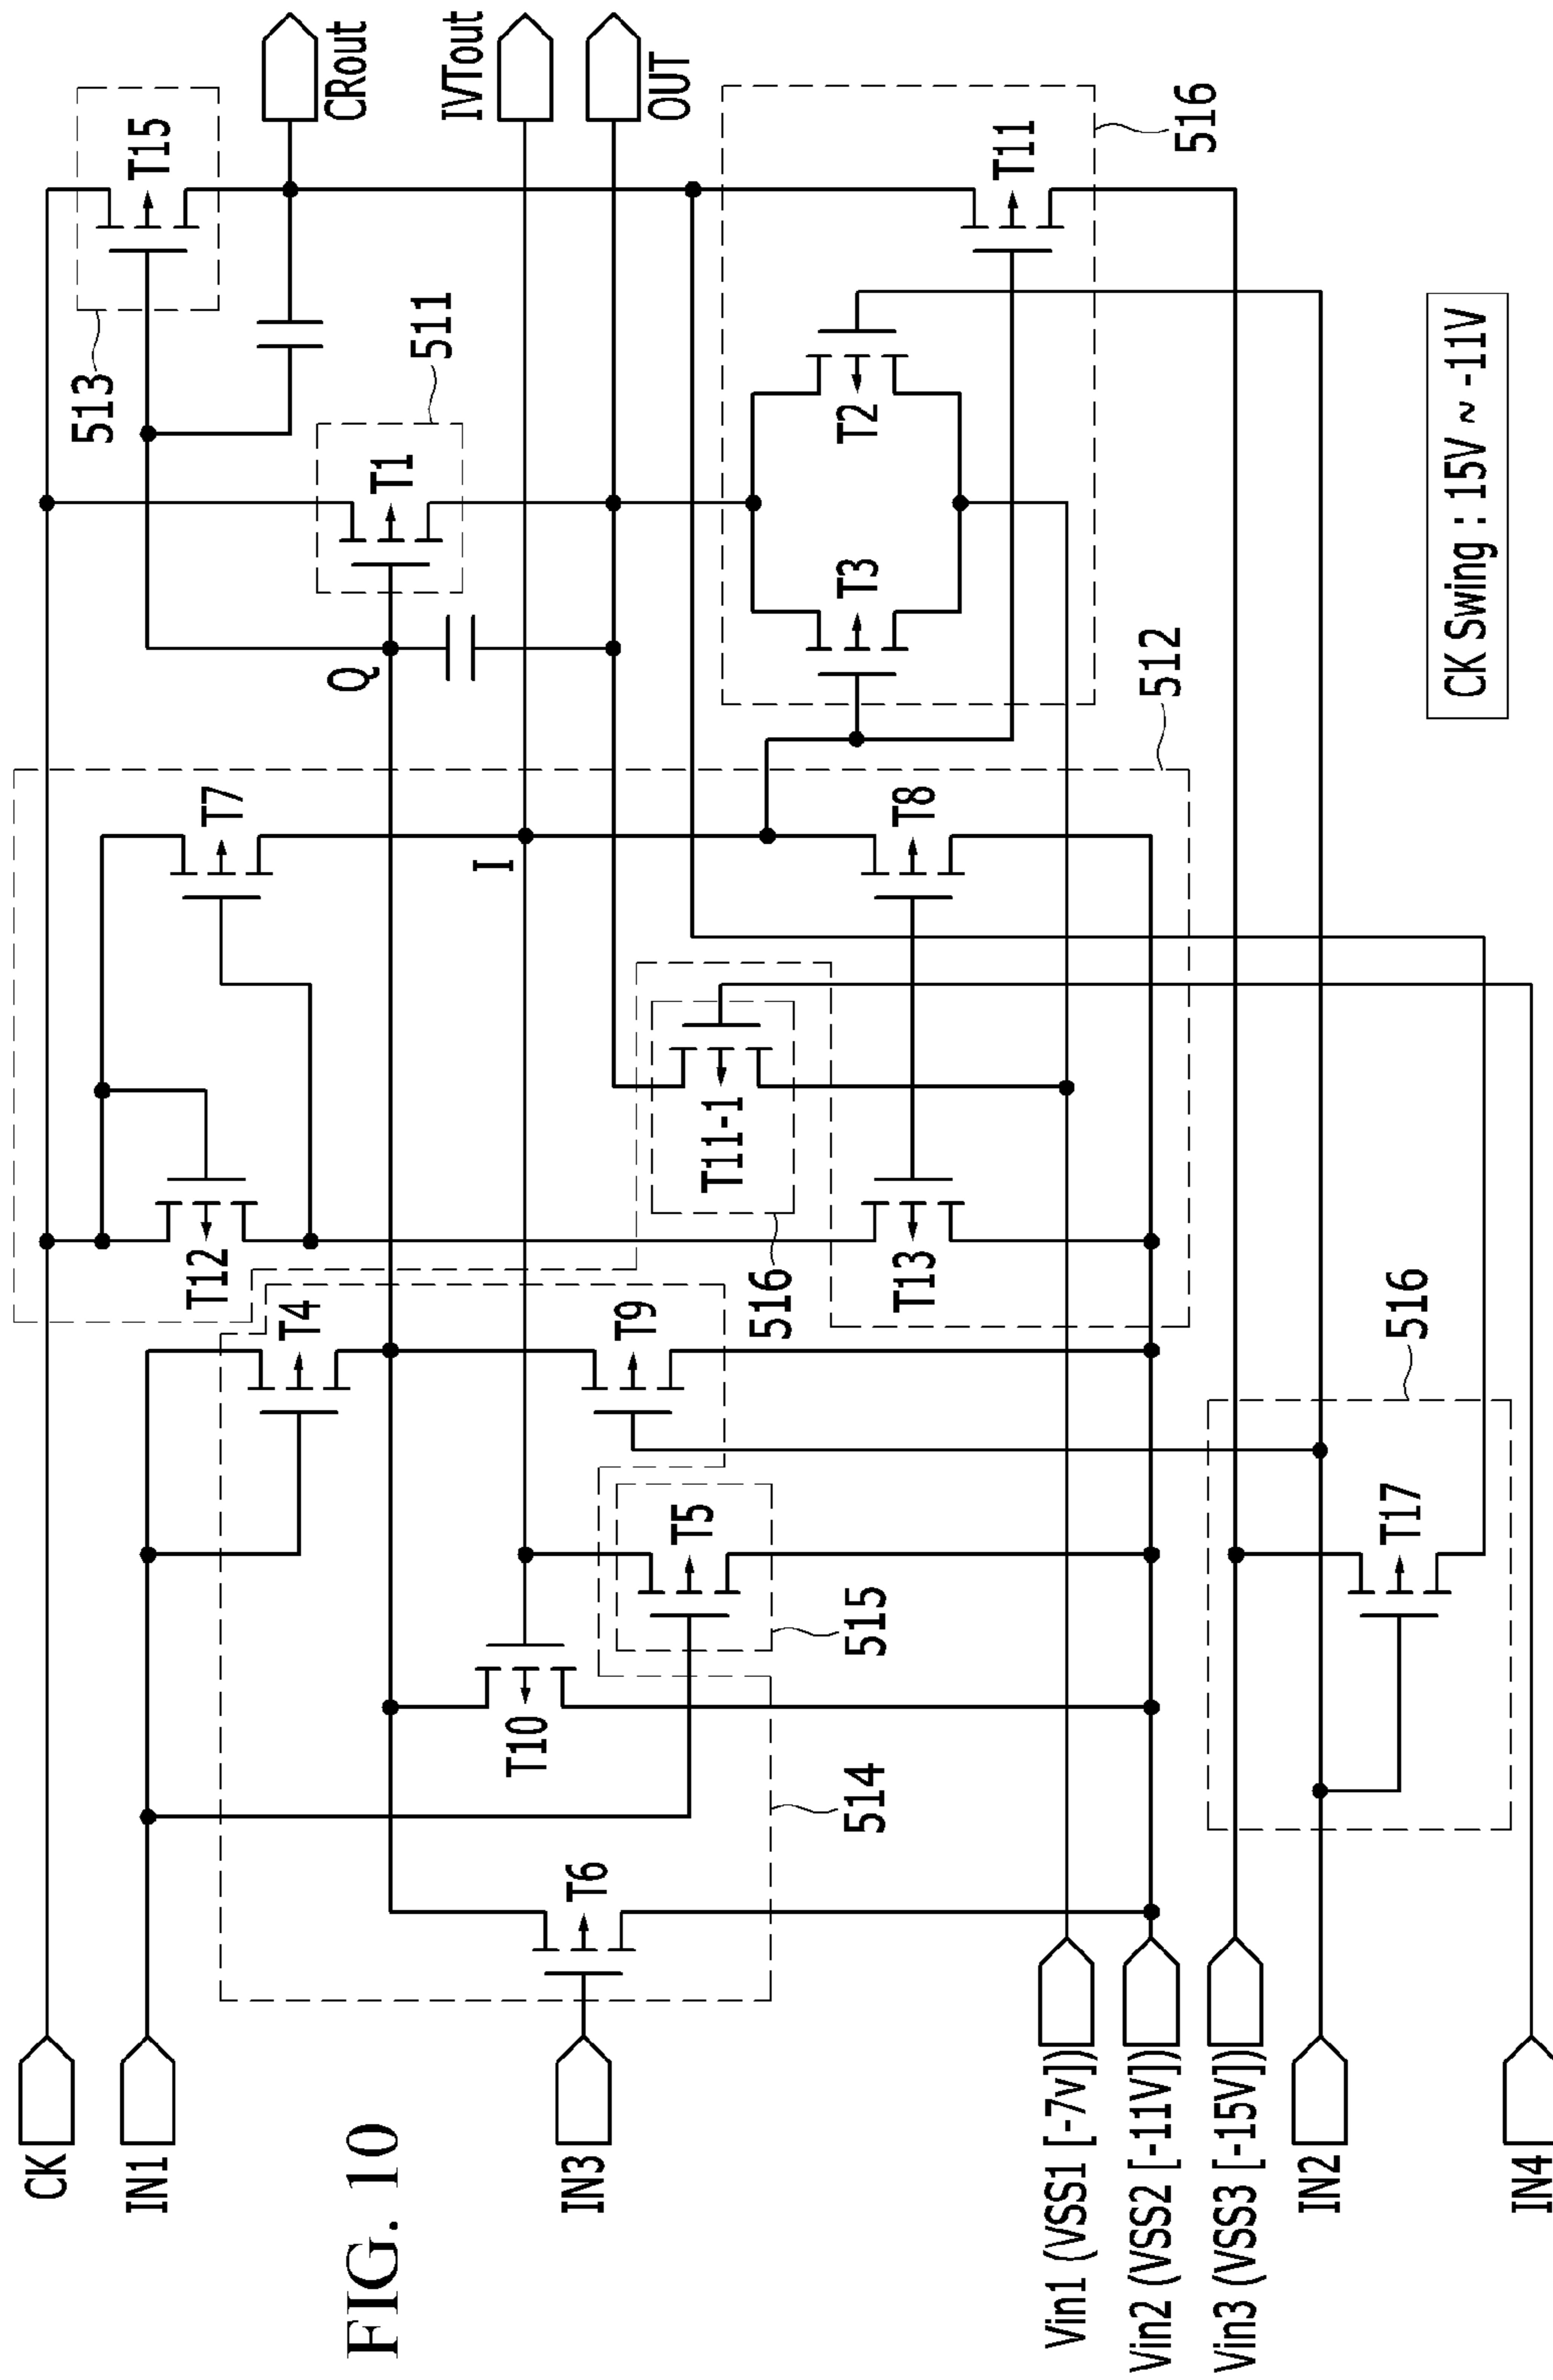 FIG. 10
CK
IN1
IN3
Vin1 (VSS1 [-7v])
Vin2 (VSS2 [-11V])
Vin3 (VSS3 [-15V])
IN2
IN4
T6
514
T10
T5
515
T17
516
T4
T9
T12
516
T13
T11-1
T7
I
T8
512
Q
T3
T1
511
T2
513
T15
T11
516
CRout
IVTout
OUT
CK Swing : 15V ~ -11V